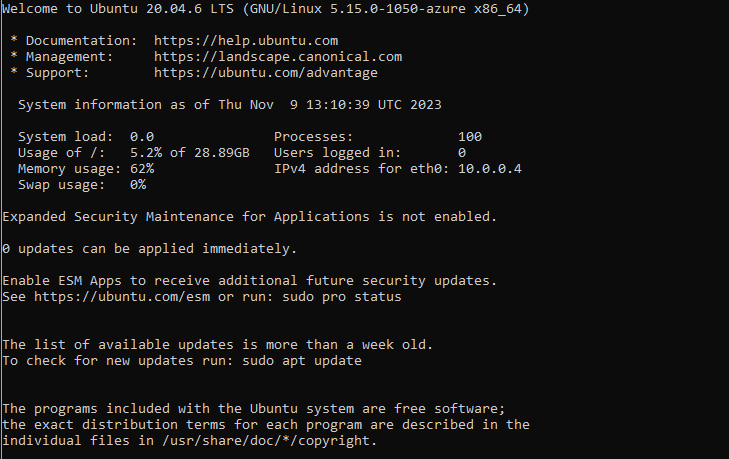 Welcome to Ubuntu 20.04.6 LTS (GNU/Linux 5.15.0-1050-azure x86_64)
* Documentation:  https://help.ubuntu.com
* Management:     https://landscape.canonical.com
* Support:        https://ubuntu.com/advantage
System information as of Thu Nov  9 13:10:39 UTC 2023
System load:  0.0               Processes:             100
Usage of /:   5.2% of 28.89GB   Users logged in:       0
Memory usage: 62%               IPv4 address for eth0: 10.0.0.4
Swap usage:   0%
Expanded Security Maintenance for Applications is not enabled.
0 updates can be applied immediately.
Enable ESM Apps to receive additional future security updates.
See https://ubuntu.com/esm or run: sudo pro status
The list of available updates is more than a week old.
To check for new updates run: sudo apt update
The programs included with the Ubuntu system are free software;
the exact distribution terms for each program are described in the
individual files in /usr/share/doc/*/copyright.